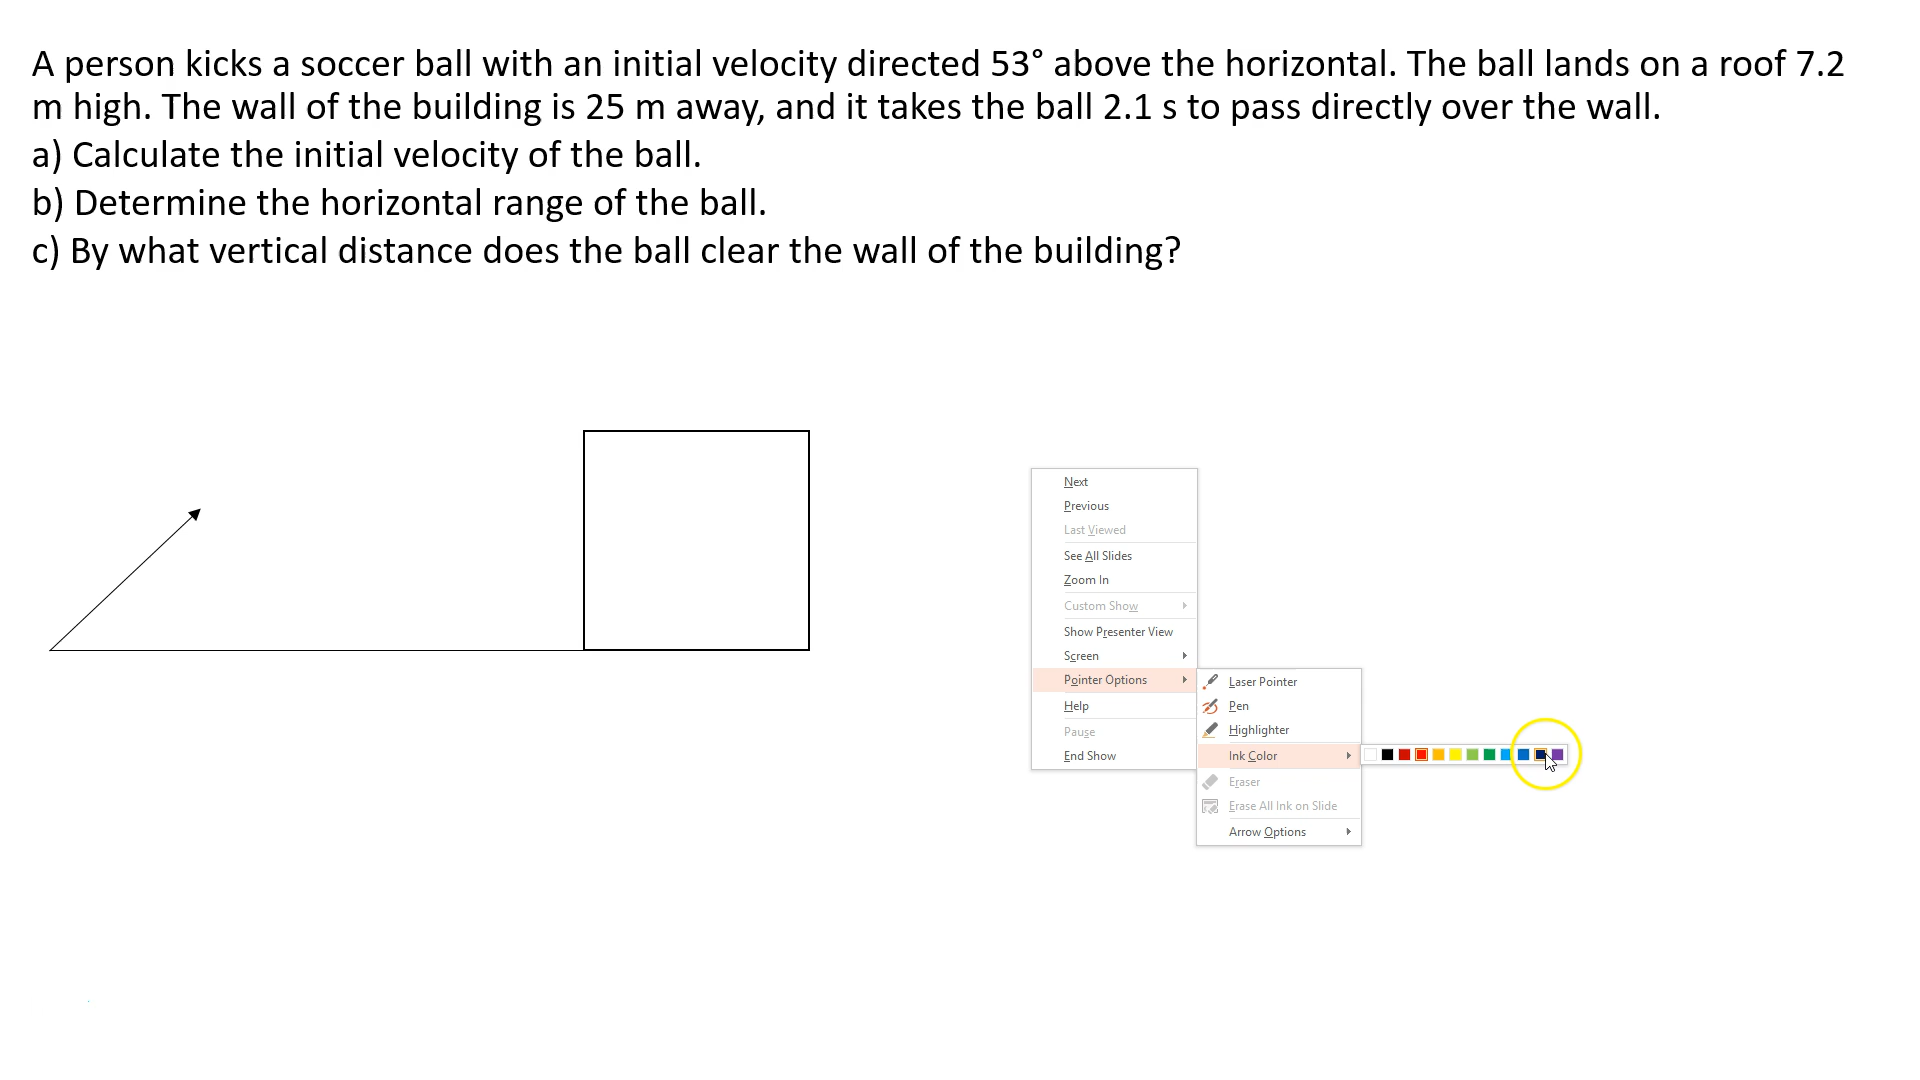 A person kicks a soccer ball with an initial velocity directed 53° above the horizontal. The ball lands on a roof 7.2
m high. The wall of the building is 25 m away, and it takes the ball 2.1 s to pass directly over the wall.
a) Calculate the initial velocity of the ball.
b) Determine the horizontal range of the ball.
c) By what vertical distance does the ball clear the wall of the building?
Next
Previous
Last Viewed
See All Slides
Zoom In
Custom Show
Show Presenter View
Screen
Pointer Options
Help
Pause
End Show
Laser Pointer
Pen
Highlighter
Ink Color
Eraser
Erase All Ink on Slide
Arrow Options